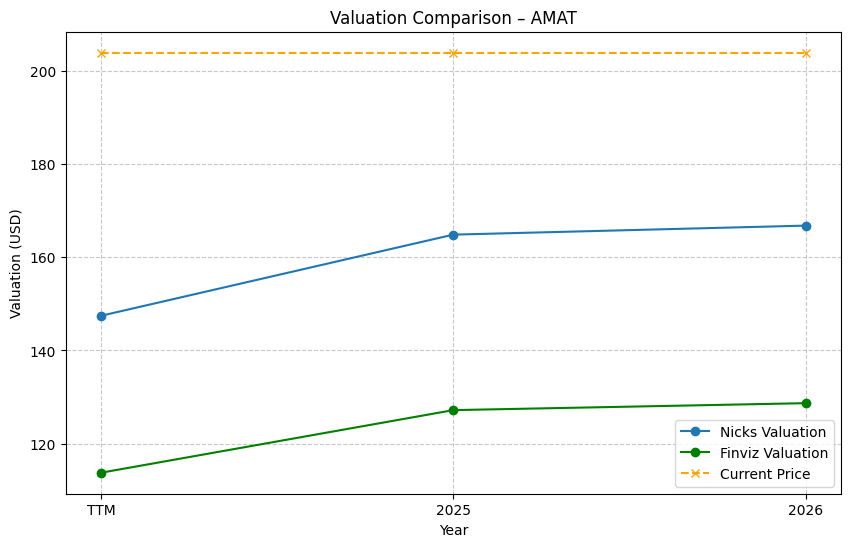 Valuation Comparison – AMAT
Valuation (USD)
200
180
160
140
120
TTM
2025
2026
Year
Nicks Valuation
Finviz Valuation
Current Price